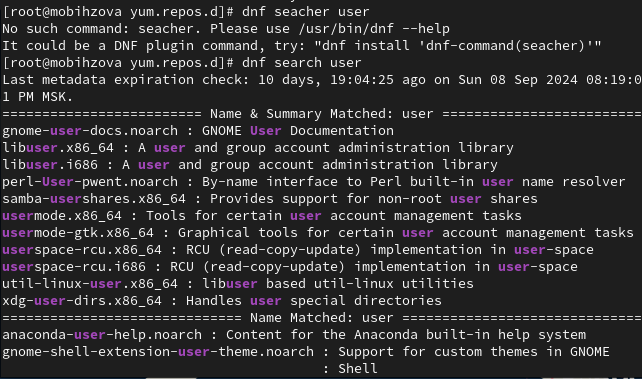 [root@mobihzova yum.repos.d]# dnf seacher user
No such command: seacher. Please use /usr/bin/dnf --help
It could be a DNF plugin command, try: "dnf install 'dnf-command(seacher)'"
[root@mobihzova yum.repos.d]# dnf search user
Last metadata expiration check: 10 days, 19:04:25 ago on Sun 08 Sep 2024 08:19:0
1 PM MSK.
======================== Name & Summary Matched: user ========================
gnome-user-docs.noarch : GNOME User Documentation
libuser.x86_64 : A user and group account administration library
libuser.i686 : A user and group account administration library
perl-User-pwent.noarch : By-name interface to Perl built-in user name resolver
samba-usershares.x86_64 : Provides support for non-root user shares
usermode.x86_64 : Tools for certain user account management tasks
usermode-gtk.x86_64 : Graphical tools for certain user account management tasks
userspace-rcu.x86_64 : RCU (read-copy-update) implementation in user-space
userspace-rcu.i686 : RCU (read-copy-update) implementation in user-space
util-linux-user.x86_64 : libuser based util-linux utilities
xdg-user-dirs.x86_64 : Handles user special directories
============================= Name Matched: user =============================
anaconda-user-help.noarch : Content for the Anaconda built-in help system
gnome-shell-extension-user-theme.noarch : Support for custom themes in GNOME
: Shell